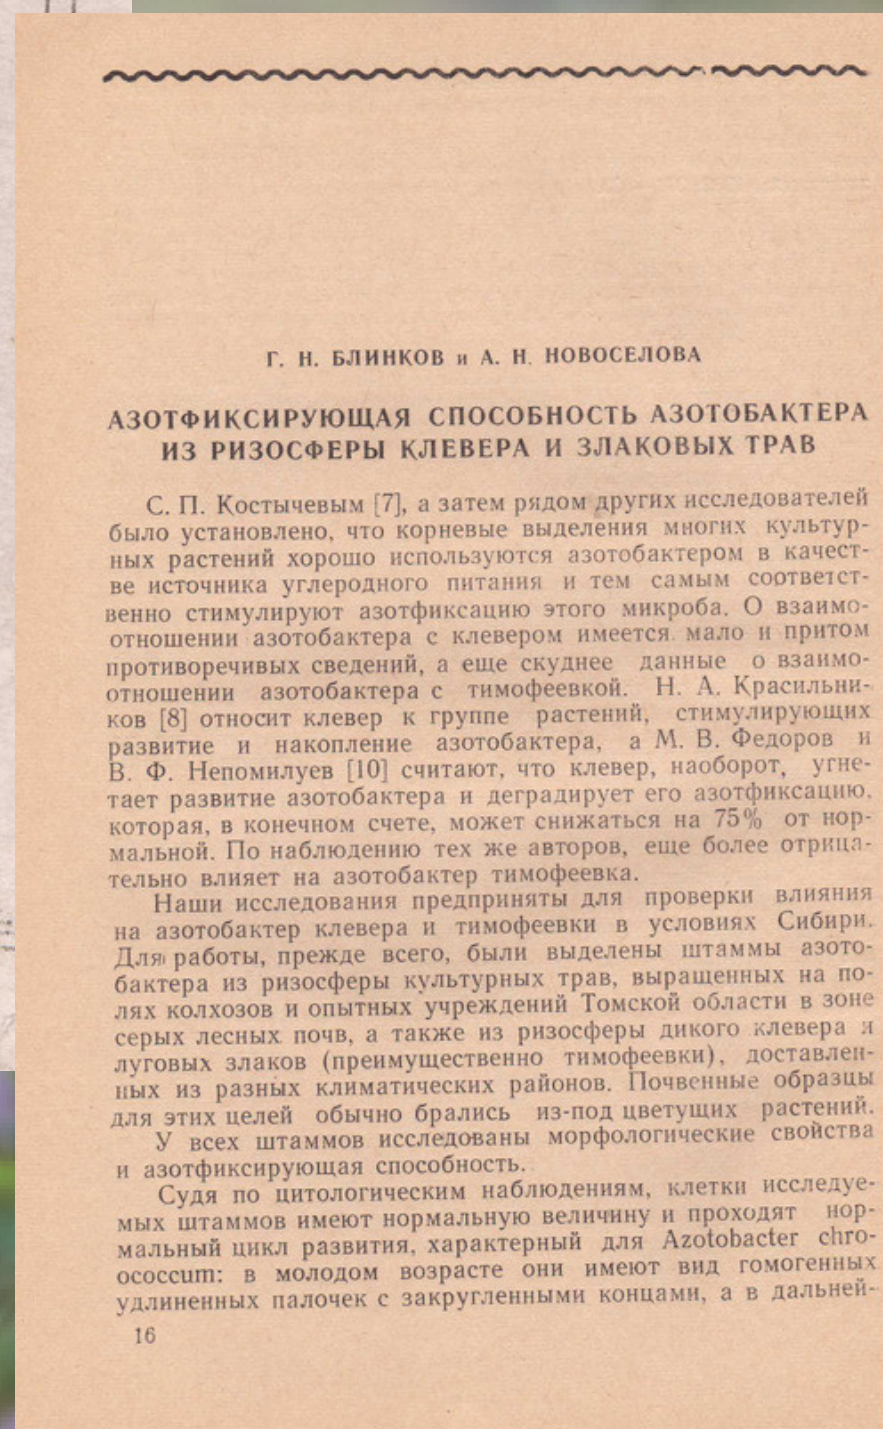 Г. Н. БЛИНКОВ и А. Н. НОВОСЕЛОВА
АЗОТФИКСИРУЮЩАЯ СПОСОБНОСТЬ АЗОТОБАКТЕРА
ИЗ РИЗОСФЕРЫ КЛЕВЕРА И ЗЛАКОВЫХ ТРАВ
С. П. Костычевым [7], а затем рядом других исследователей
было установлено, что корневые выделения многих культур-
ных растений хорошо используются азотобактером в качест-
ве источника углеродного питания и тем самым соответст-
венно стимулируют азотфиксацию этого микроба. О взаимо-
отношении азотобактера с клевером имеется мало и притом
противоречивых сведений, а еще скуднее данные о взаимо-
отношении азотобактера с тимофеевкой. Н. А. Красильни-
ков [8] относит клевер к группе растений, стимулирующих
развитие и накопление азотобактера, а М. В. Федоров и
В. Ф. Непомилуев [10] считают, что клевер, наоборот, угне-
тает развитие азотобактера и деградирует его азотфиксацию,
которая, в конечном счете, может снижаться на 75% от нор-
мальной. По наблюдению тех же авторов, еще более отрица-
тельно влияет на азотобактер тимофеевка.
Наши исследования предприняты для проверки влияния
на азотобактер клевера и тимофеевки в условиях Сибири.
Для работы, прежде всего, были выделены штаммы азото-
бактера из ризосферы культурных трав, выращенных на по-
лях колхозов и опытных учреждений Томской области в зоне
серых лесных почв, а также из ризосферы дикого клевера и
луговых злаков (преимущественно тимофеевки), доставлен-
ных из разных климатических районов. Почвенные образцы
для этих целей обычно брались из-под цветущих растений.
У всех штаммов исследованы морфологические свойства
и азотфиксирующая способность.
Судя по цитологическим наблюдениям, клетки исследуе-
мых штаммов имеют нормальную величину и проходят нор-
мальный цикл развития, характерный для Azotobacter chro-
ococcum: в молодом возрасте они имеют вид гомогенных
удлиненных палочек с закругленными концами, а в дальней-
16